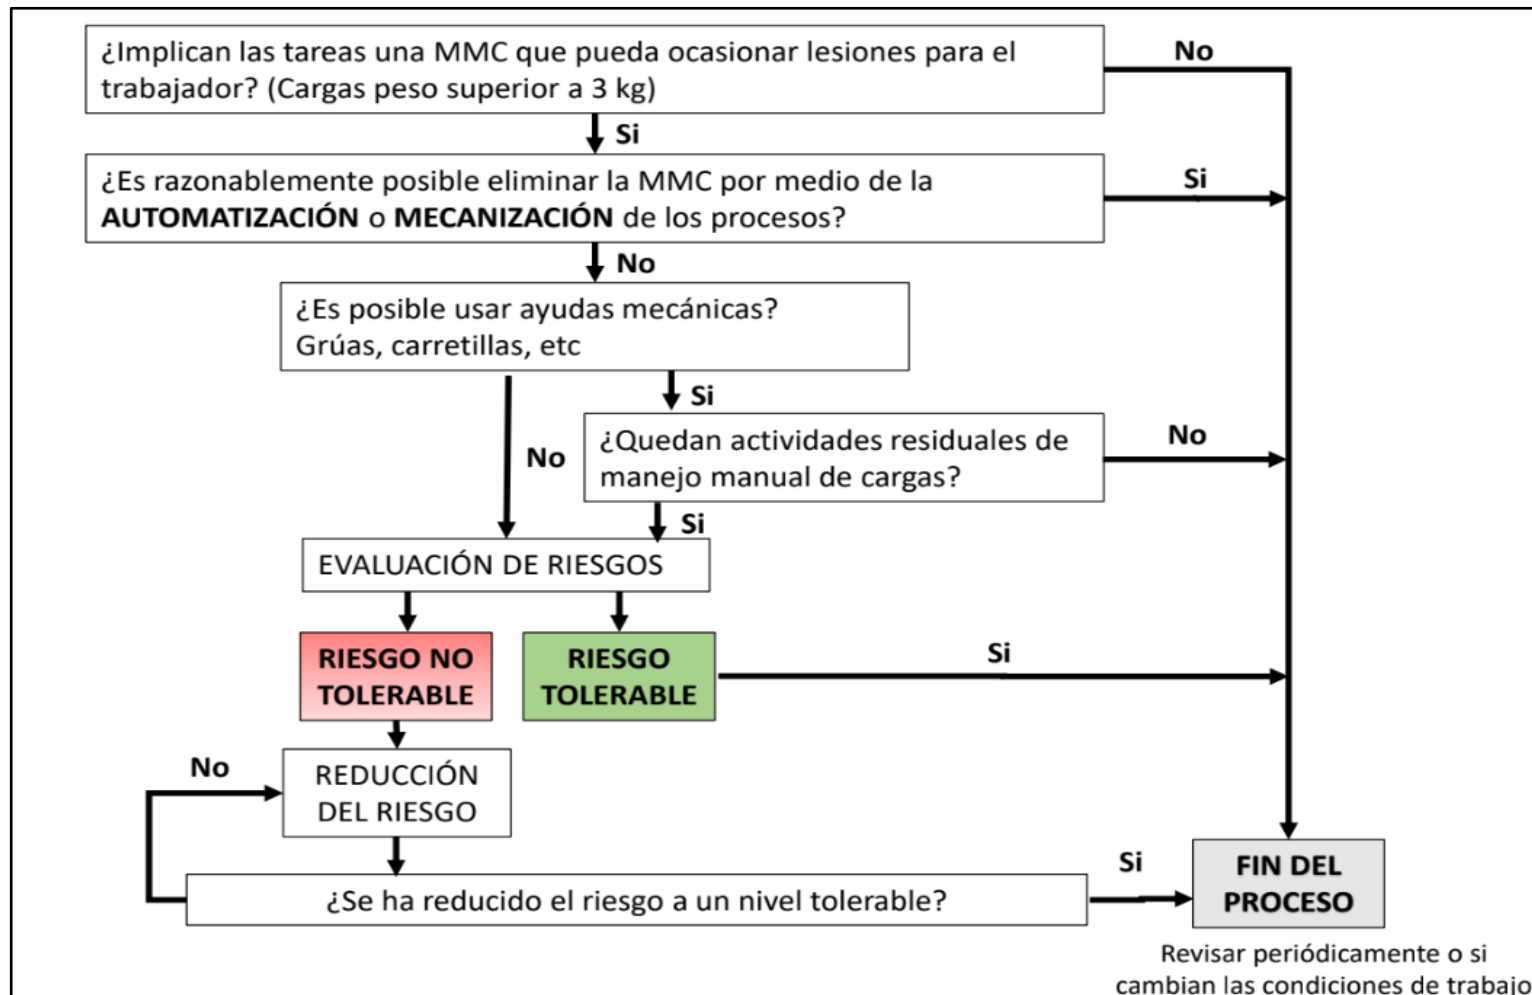 ¿Implican las tareas una MMC que pueda ocasionar lesiones para el
trabajador? (Cargas peso superior a 3 kg)
No
Si
¿Es razonablemente posible eliminar la MMC por medio de la
AUTOMATIZACIÓN o MECANIZACIÓN de los procesos?
Si
No
¿Es posible usar ayudas mecánicas?
Grúas, carretillas, etc
Si
No
¿Quedan actividades residuales de
manejo manual de cargas?
No
Si
EVALUACIÓN DE RIESGOS
RIESGO NO
TOLERABLE
RIESGO
TOLERABLE
Si
No
REDUCCIÓN
DEL RIESGO
¿Se ha reducido el riesgo a un nivel tolerable?
Si
FIN DEL
PROCESO
Revisar periódicamente o si
cambian las condiciones de trabajo